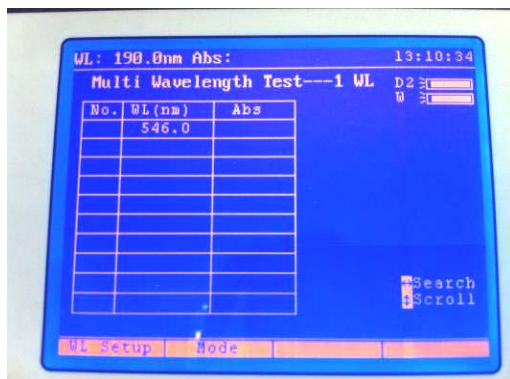 WL: 190.0nm Abs: 13:10:34
Multi Wavelength Test---1 WL D2
W
No. WL(nm) Abs
546.0
Search
Scroll
WL Setup Mode